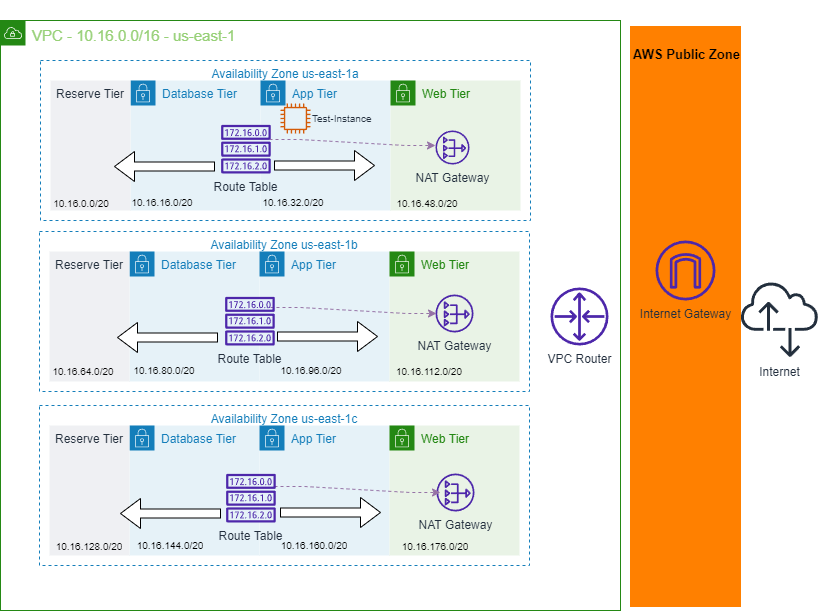 VPC - 10.16.0.0/16 - us-east-1
AWS Public Zone
Availability Zone us-east-1a
Reserve Tier
Database Tier
App Tier
Web Tier
Test-Instance
172.16.0.0
172.16.1.0
172.16.2.0
Route Table
NAT Gateway
10.16.0.0/20
10.16.16.0/20
10.16.32.0/20
10.16.48.0/20
Availability Zone us-east-1b
Reserve Tier
Database Tier
App Tier
Web Tier
172.16.0.0
172.16.1.0
172.16.2.0
Route Table
NAT Gateway
10.16.64.0/20
10.16.80.0/20
10.16.96.0/20
10.16.112.0/20
VPC Router
Internet Gateway
Internet
Availability Zone us-east-1c
Reserve Tier
Database Tier
App Tier
Web Tier
172.16.0.0
172.16.1.0
172.16.2.0
Route Table
NAT Gateway
10.16.128.0/20
10.16.144.0/20
10.16.160.0/20
10.16.176.0/20